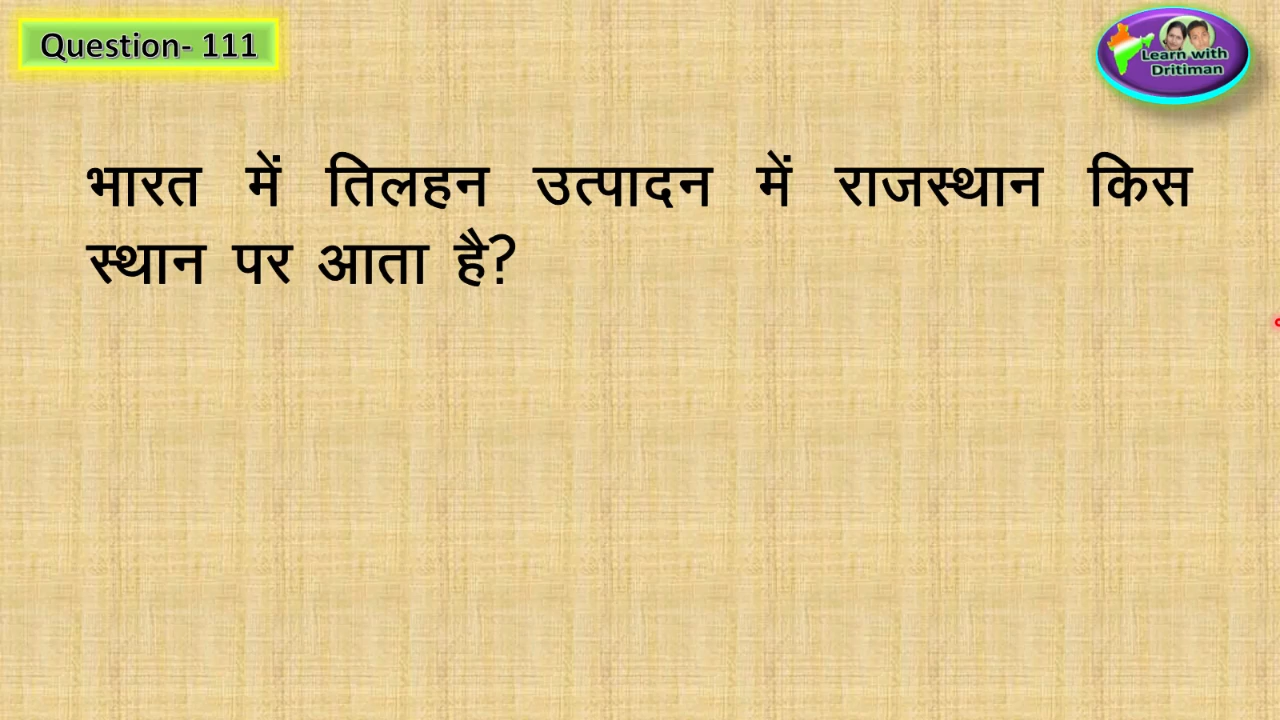 Question- 111
Learn with
Dritiman
भारत में तिलहन उत्पादन में राजस्थान किस
स्थान पर आता है?